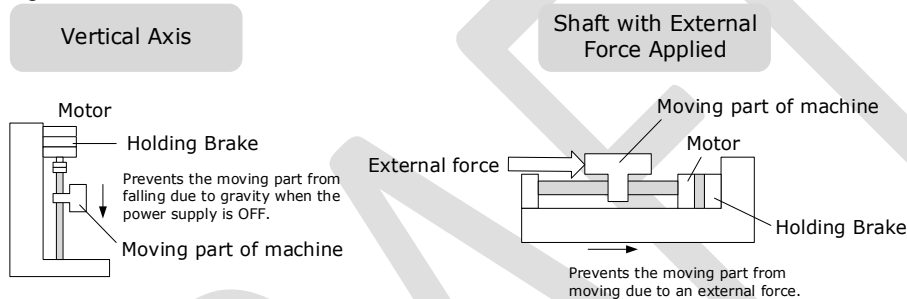 Vertical Axis
Motor
Holding Brake
Prevents the moving part from
falling due to gravity when the
power supply is OFF.
Moving part of machine
Shaft with External
Force Applied
Moving part of machine
Motor
External force
Holding Brake
Prevents the moving part from
moving due to an external force.